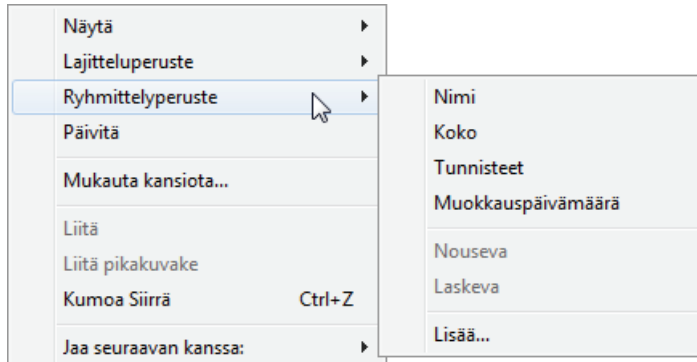 Näytä
Lajitteluperuste
Ryhmittelyperuste
Päivitä
Mukauta kansiota...
Liitä
Liitä pikakuvake
Kumoa Siirrä Ctrl+Z
Jaa seuraavan kanssa:
Nimi
Koko
Tunnisteet
Muokkauspäivämäärä
Nouseva
Laskeva
Lisää...